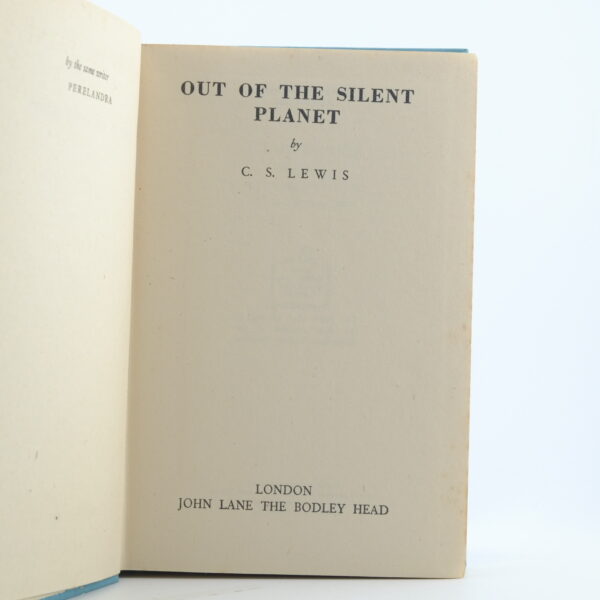 by the same writer
PERELANDRA
OUT OF THE SILENT
PLANET
by
C. S. LEWIS
LONDON
JOHN LANE THE BODLEY HEAD